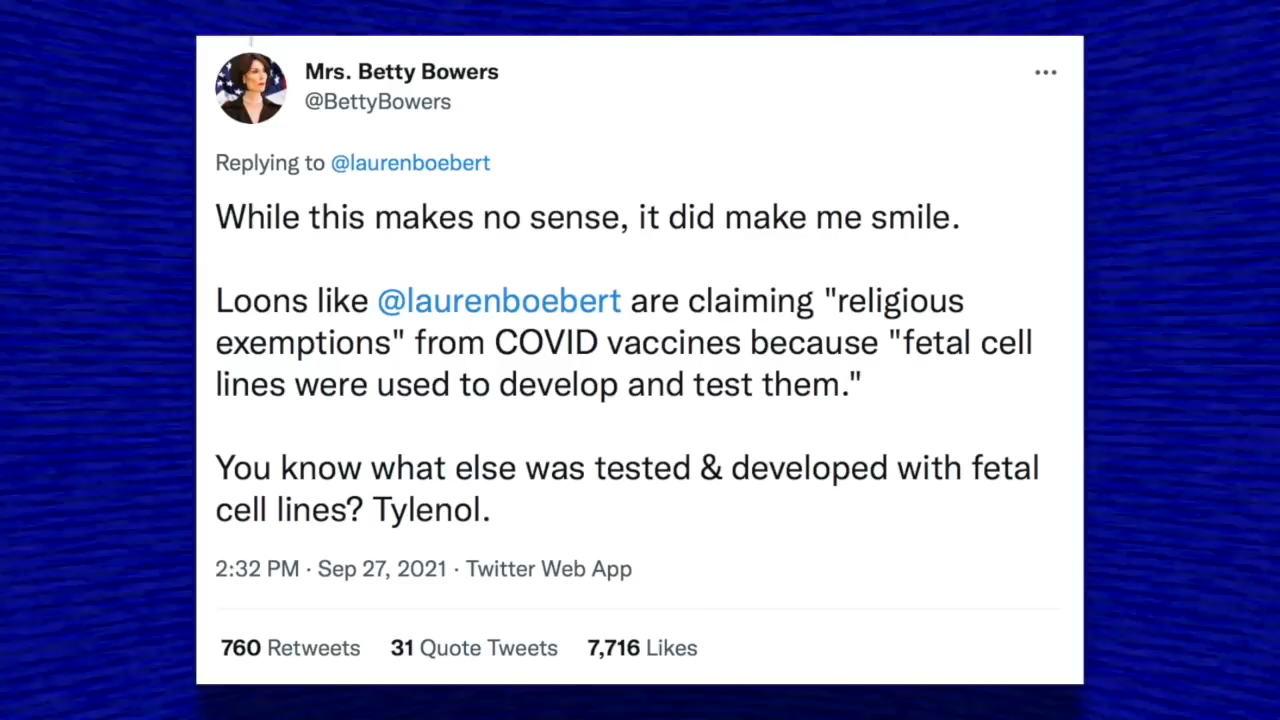 Mrs. Betty Bowers
@BettyBowers
Replying to @laurenboebert
While this makes no sense, it did make me smile.
Loons like @laurenboebert are claiming "religious
exemptions" from COVID vaccines because "fetal cell
lines were used to develop and test them."
You know what else was tested & developed with fetal
cell lines? Tylenol.
2:32 PM · Sep 27, 2021 · Twitter Web App
760 Retweets 31 Quote Tweets 7,716 Likes